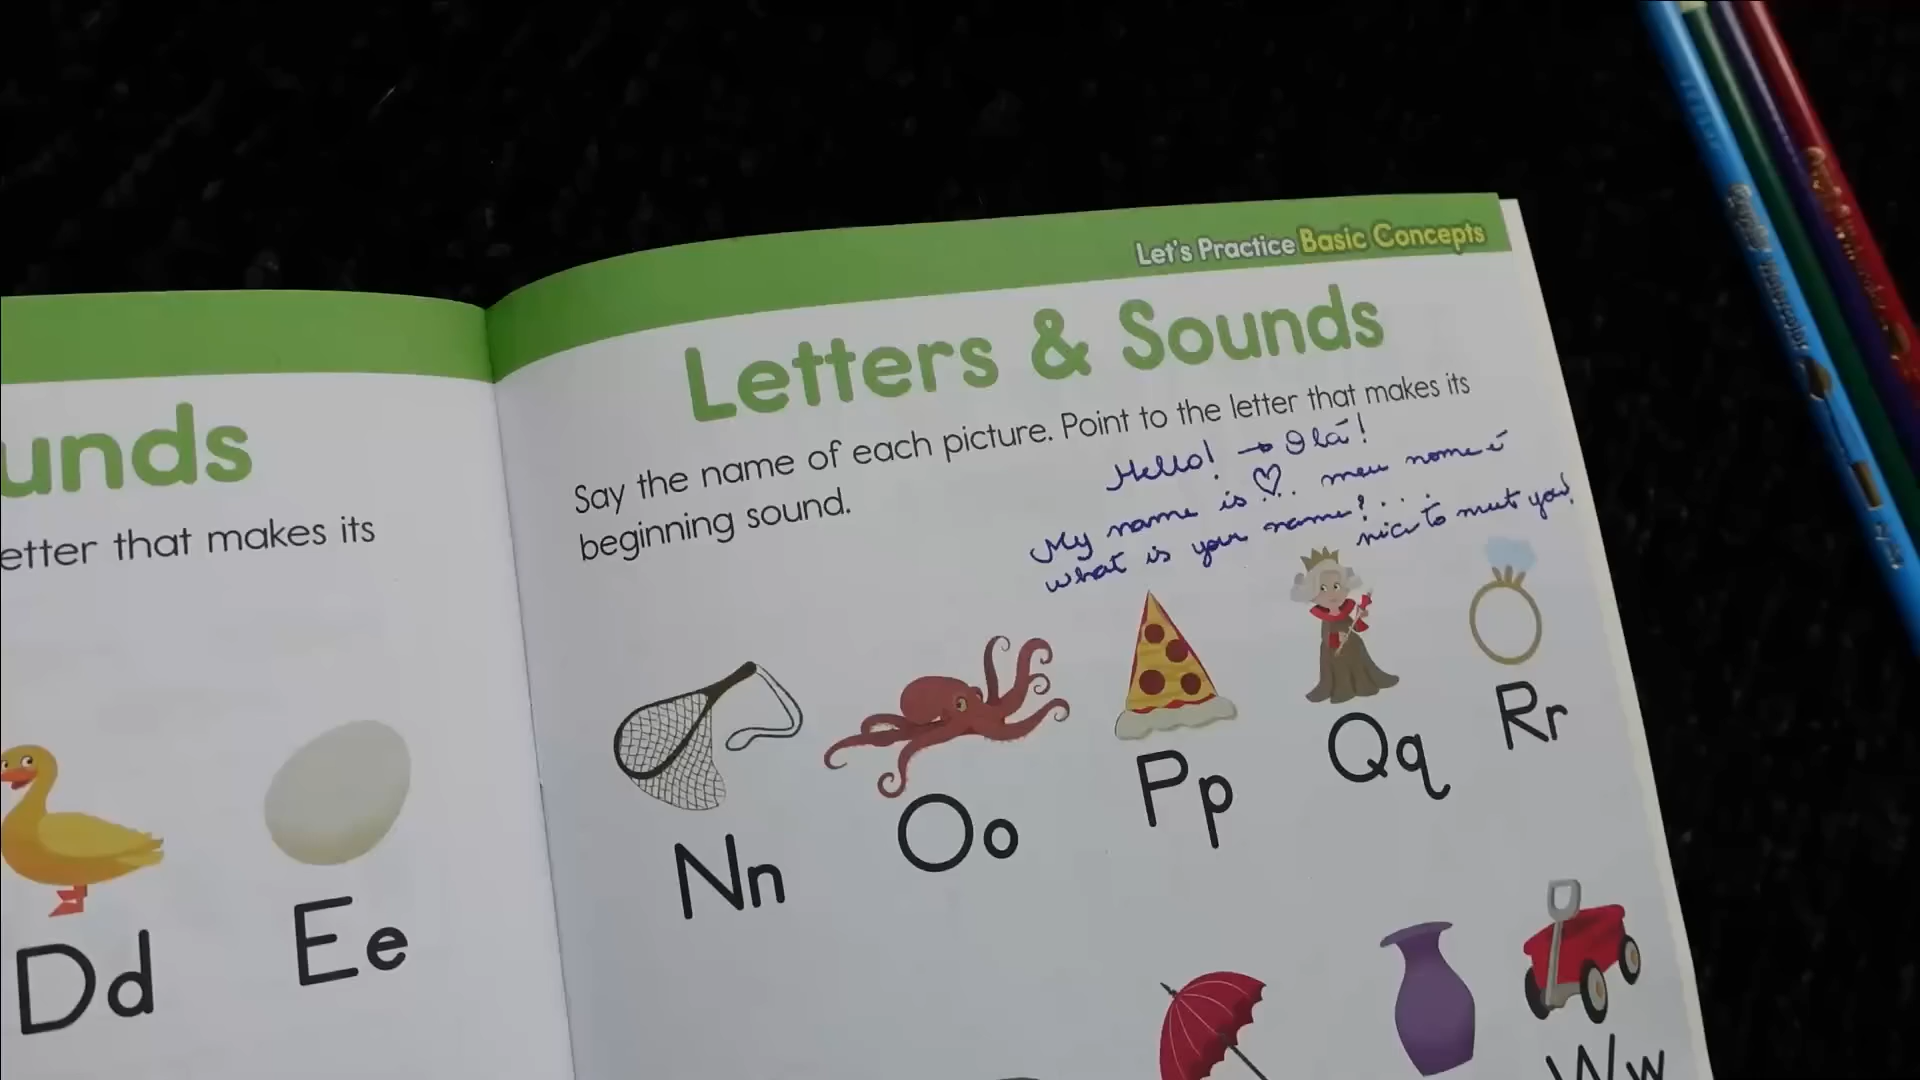 unds
etter that makes its
Dd
Ee
Let's Practice Basic Concepts
Letters & Sounds
Say the name of each picture. Point to the letter that makes its
beginning sound.
Hello! → Olá!
My name is ♡... meu nome é
what is your name?...
nice to meet you!
Nn
Oo
Pp
Qq
Rr
Ww